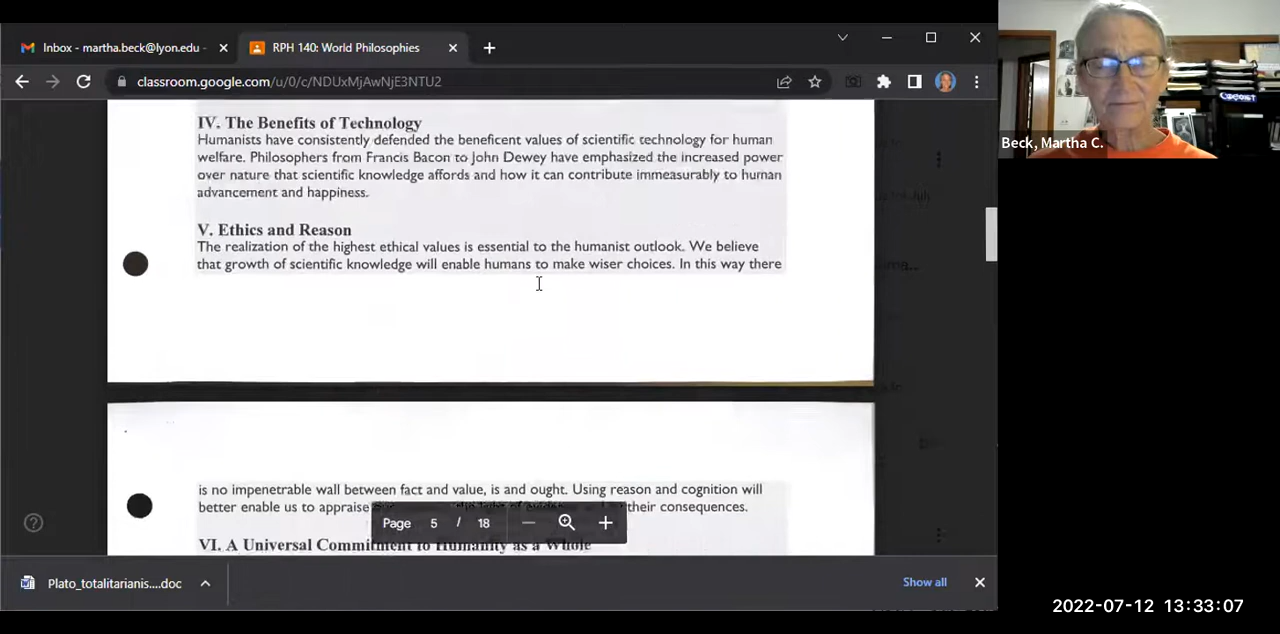 Inbox - martha.beck@lyon.edu -
RPH 140: World Philosophies
classroom.google.com/u/0/c/NDUxMjAwNjE3NTU2
Beck, Martha C.
IV. The Benefits of Technology
Humanists have consistently defended the beneficent values of scientific technology for human
welfare. Philosophers from Francis Bacon to John Dewey have emphasized the increased power
over nature that scientific knowledge affords and how it can contribute immeasurably to human
advancement and happiness.
V. Ethics and Reason
The realization of the highest ethical values is essential to the humanist outlook. We believe
that growth of scientific knowledge will enable humans to make wiser choices. In this way there
is no impenetrable wall between fact and value, is and ought. Using reason and cognition will
better enable us to appraise their consequences.
VI. A Universal Commitment to Humanity as a Whole
Page 5 / 18
Plato_totalitarianis....doc
Show all
2022-07-12 13:33:07